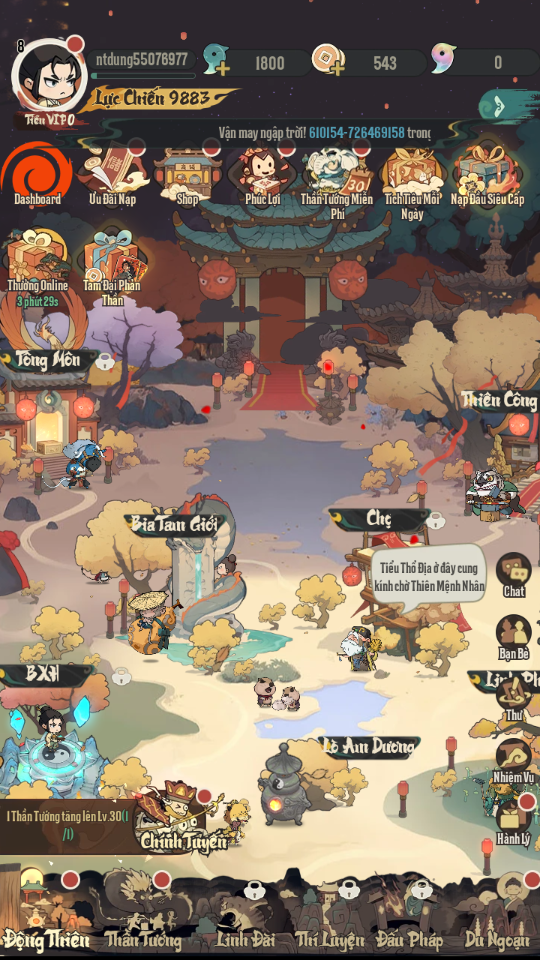 8
ntdung55076977
1800
543
0
Lực Chiến 9883
Tiên VIP 0
Vận may ngập trời! 610154-726469158 trong
Dashboard
Ưu Đãi Nạp
Shop
Phúc Lợi
Thần Tướng Miễn
Phí
Tích Tiêu Mỗi
Ngày
Nạp Đầu Siêu Cấp
30
Thưởng Online
3 phút 29s
Tam Đại Phân
Thân
Tông Môn
Thiên Công
Bia Tam Giới
Chợ
Tiểu Thổ Địa ở đây cung
kính chờ Thiên Mệnh Nhân
Chat
Bạn Bè
BXH
Thư
Lò Âm Dương
Nhiệm Vụ
1 Thần Tướng tăng lên Lv.30(1
/1)
Chính Tuyến
Hành Lý
Động Thiên
Thần Tướng
Linh Đài
Thí Luyện
Đấu Pháp
Du Ngoạn